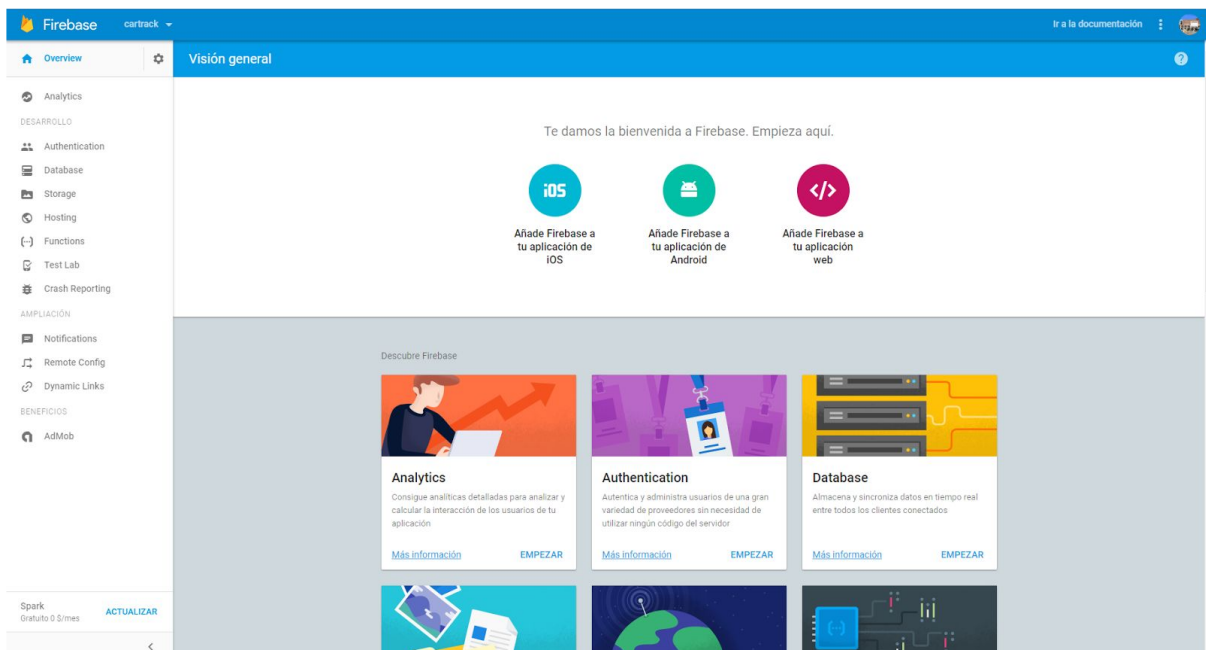 Firebase
cartrack
Ir a la documentación
Overview
Visión general
Analytics
DESARROLLO
Authentication
Database
Storage
Hosting
Functions
Test Lab
Crash Reporting
AMPLIACIÓN
Notifications
Remote Config
Dynamic Links
BENEFICIOS
AdMob
Spark
Gratuito 0 $/mes
ACTUALIZAR
Te damos la bienvenida a Firebase. Empieza aquí.
iOS
Añade Firebase a
tu aplicación de
iOS
</>
Añade Firebase a
tu aplicación de
Android
Añade Firebase a
tu aplicación
web
Descubre Firebase
Analytics
Consigue analíticas detalladas para analizar y
calcular la interacción de los usuarios de tu
aplicación
Más información
EMPEZAR
Authentication
Autentica y administra usuarios de una gran
variedad de proveedores sin necesidad de
utilizar ningún código del servidor
Más información
EMPEZAR
Database
Almacena y sincroniza datos en tiempo real
entre todos los clientes conectados
Más información
EMPEZAR